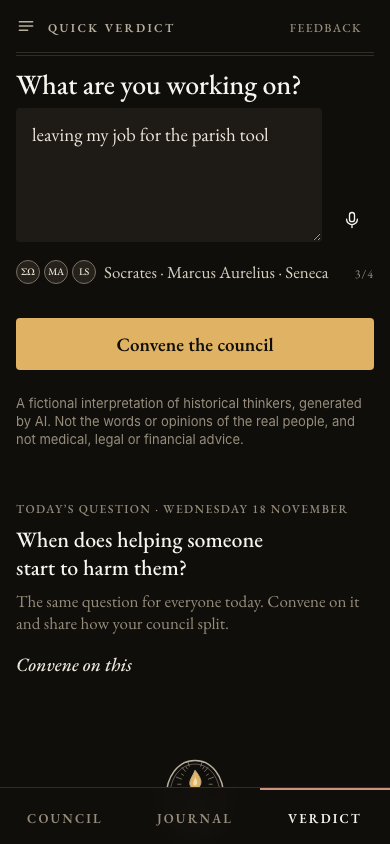 QUICK VERDICT
FEEDBACK
What are you working on?
leaving my job for the parish tool
ΣΩ MA LS Socrates · Marcus Aurelius · Seneca 3/4
Convene the council
A fictional interpretation of historical thinkers, generated
by AI. Not the words or opinions of the real people, and
not medical, legal or financial advice.
TODAY'S QUESTION · WEDNESDAY 18 NOVEMBER
When does helping someone
start to harm them?
The same question for everyone today. Convene on it
and share how your council split.
Convene on this
COUNCIL
JOURNAL
VERDICT